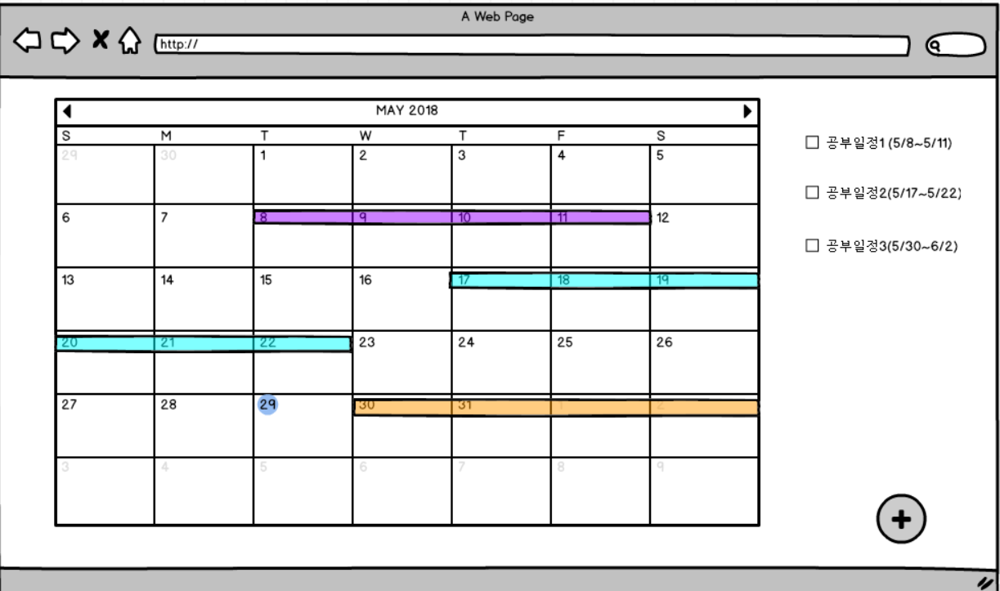 A Web Page
http://
MAY 2018
S M T W T F S
29 30 1 2 3 4 5
6 7 8 9 10 11 12
13 14 15 16 17 18 19
20 21 22 23 24 25 26
27 28 29 30 31 1 2
3 4 5 6 7 8 9
공부일정1 (5/8~5/11)
공부일정2(5/17~5/22)
공부일정3(5/30~6/2)